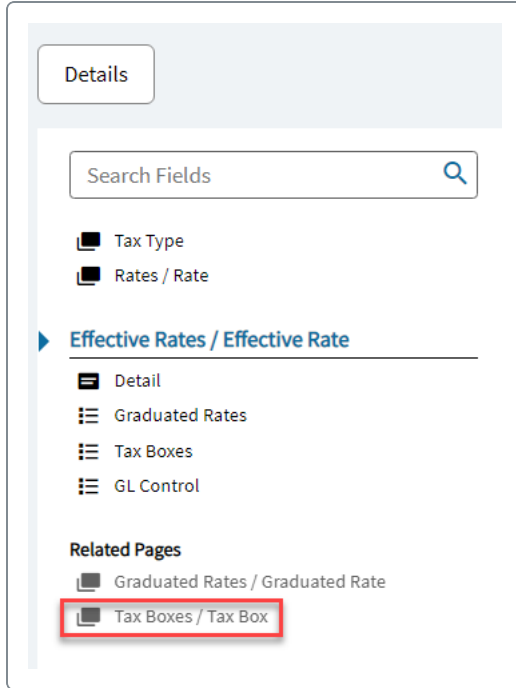 Details
Search Fields
Tax Type
Rates / Rate
Effective Rates / Effective Rate
Detail
Graduated Rates
Tax Boxes
GL Control
Related Pages
Graduated Rates / Graduated Rate
Tax Boxes / Tax Box